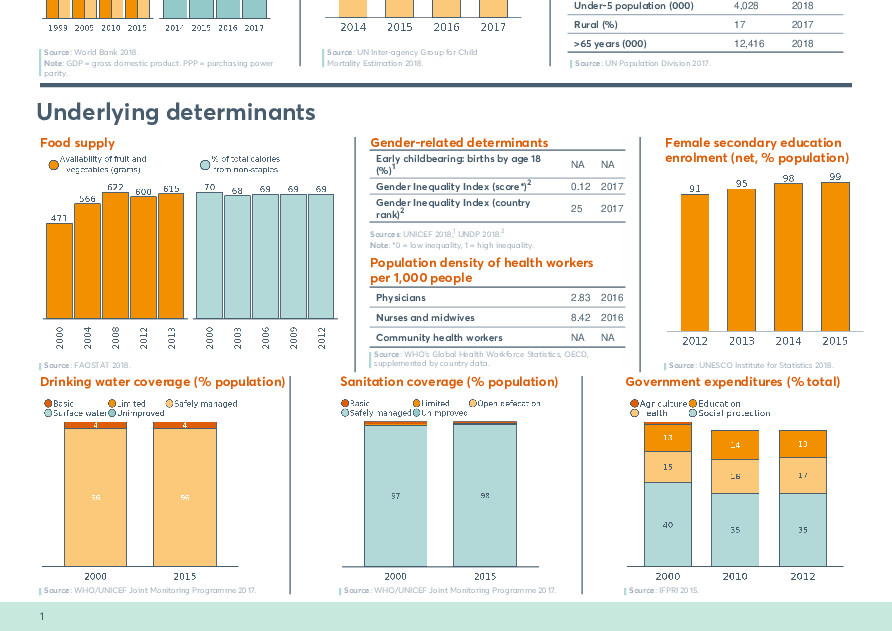 1999 2005 2010 2015
2014 2015 2016 2017
Source: World Bank 2018.
Note: GDP = gross domestic product. PPP = purchasing power
parity.
2014 2015 2016 2017
Source: UN Inter-agency Group for Child
Mortality Estimation 2018.
Under-5 population (000) 4,028 2018
Rural (%) 17 2017
>65 years (000) 12,416 2018
Source: UN Population Division 2017.
Underlying determinants
Food supply
Availability of fruit and
vegetables (grams)
471 566 622 600 615
2000 2004 2008 2012 2013
% of total calories
from non-staples
70 68 69 69 69
2000 2003 2006 2009 2012
Source: FAOSTAT 2018.
Gender-related determinants
Early childbearing: births by age 18
(%)¹ NA NA
Gender Inequality Index (score*)² 0.12 2017
Gender Inequality Index (country
rank)² 25 2017
Sources: UNICEF 2018,¹ UNDP 2018.²
Note: *0 = low inequality, 1 = high inequality.
Population density of health workers
per 1,000 people
Physicians 2.83 2016
Nurses and midwives 8.42 2016
Community health workers NA NA
Source: WHO's Global Health Workforce Statistics, OECD,
supplemented by country data.
Female secondary education
enrolment (net, % population)
91 95 98 99
2012 2013 2014 2015
Source: UNESCO Institute for Statistics 2018.
Drinking water coverage (% population)
Basic Limited Safely managed
Surface water Unimproved
4 4
96 96
2000 2015
Source: WHO/UNICEF Joint Monitoring Programme 2017.
Sanitation coverage (% population)
Basic Limited Open defecation
Safely managed Unimproved
97 98
2000 2015
Source: WHO/UNICEF Joint Monitoring Programme 2017.
Government expenditures (% total)
Agriculture Education
Health Social protection
13 14 13
15 16 17
40 35 35
2000 2010 2012
Source: IFPRI 2015.
1